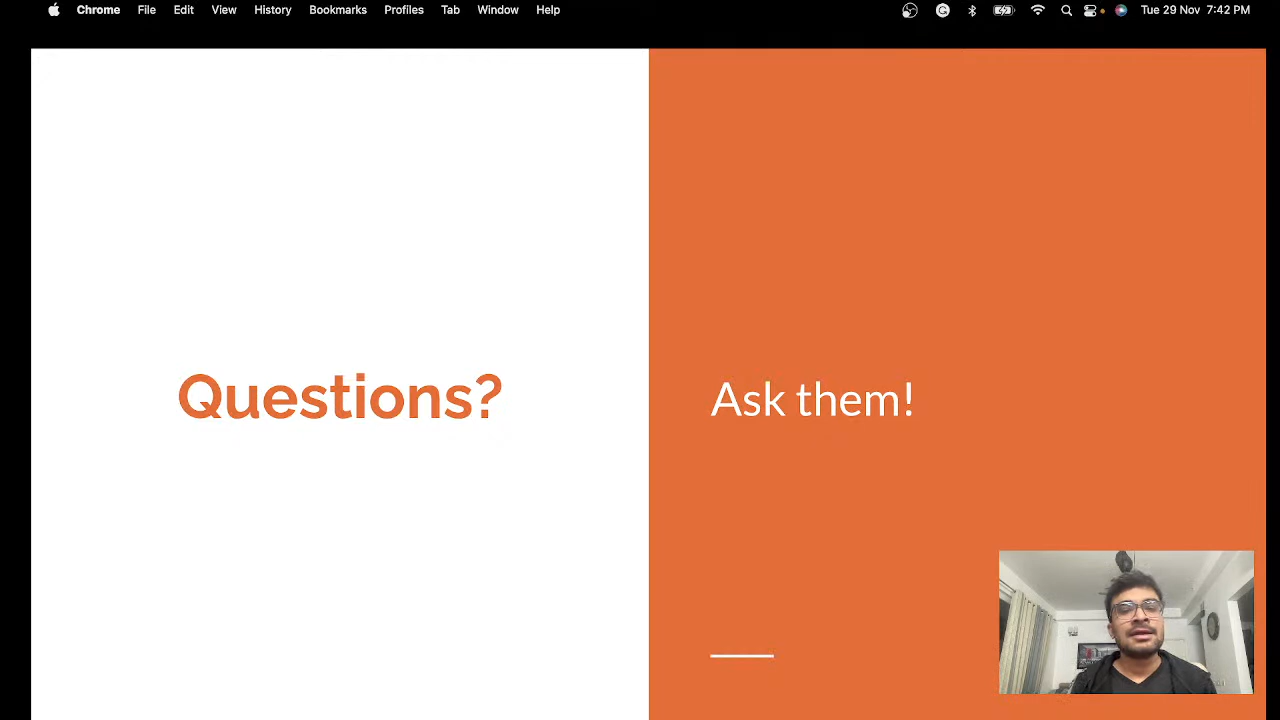 Chrome File Edit View History Bookmarks Profiles Tab Window Help Tue 29 Nov 7:42 PM
Questions?
Ask them!